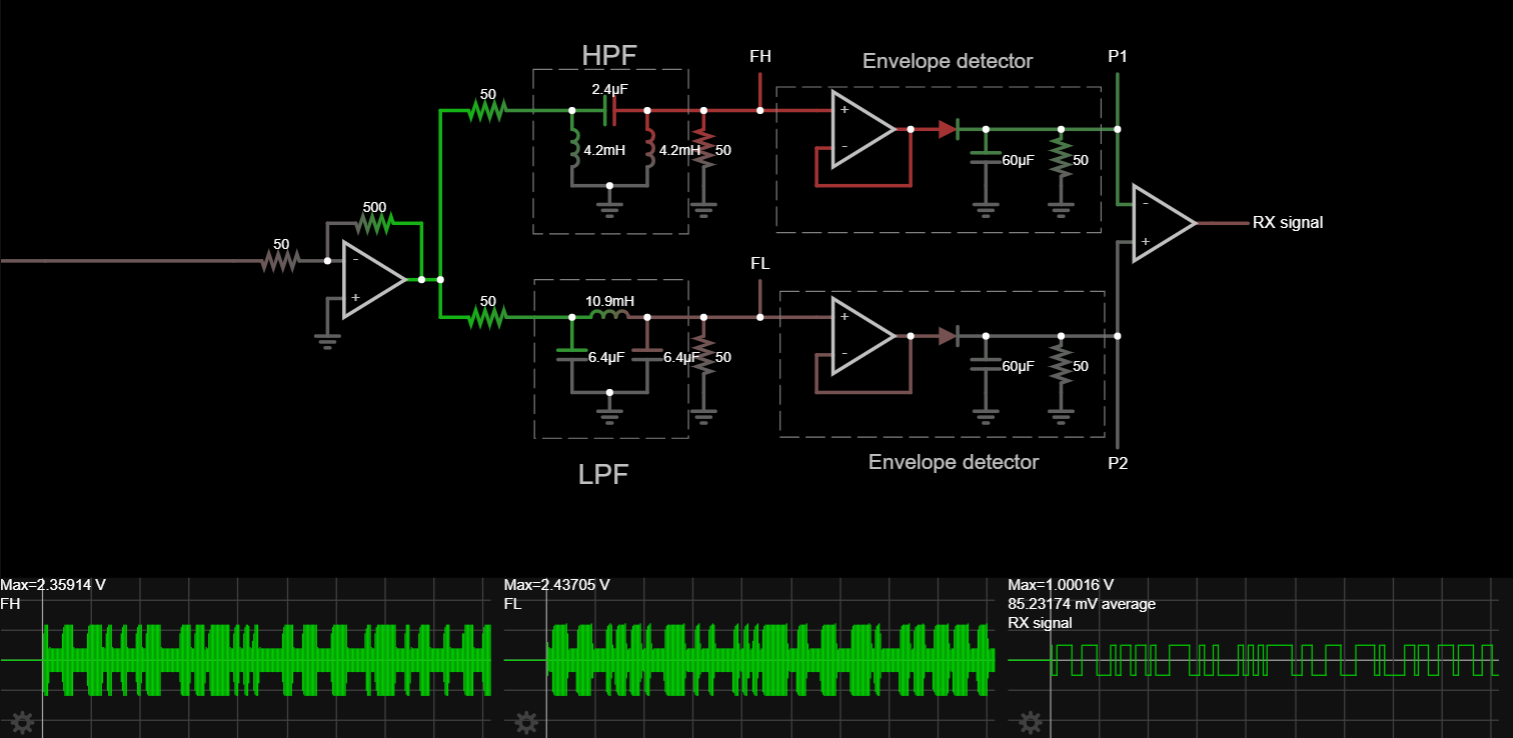 HPF
FH
Envelope detector
P1
50
2.4μF
4.2mH
4.2mH
50
+
-
60μF
50
500
50
-
+
-
+
RX signal
FL
50
10.9mH
6.4μF
6.4μF
50
+
-
60μF
50
LPF
Envelope detector
P2
Max=2.35914 V
FH
Max=2.43705 V
FL
Max=1.00016 V
85.23174 mV average
RX signal